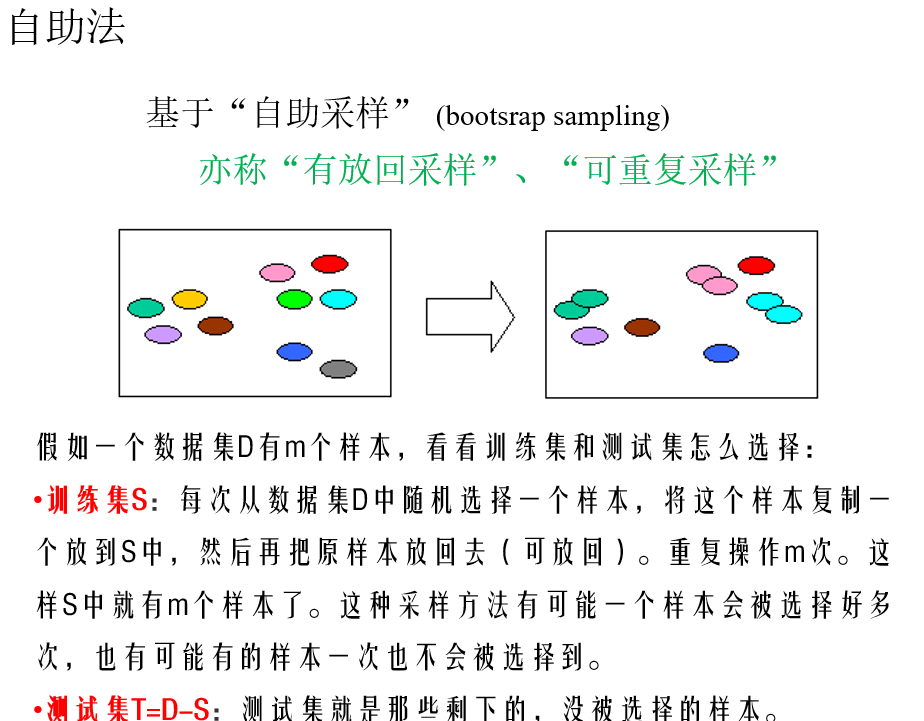 自助法
基于“自助采样” (bootsrap sampling)
亦称“有放回采样”、“可重复采样”
假如一个数据集D有m个样本，看看训练集和测试集怎么选择：
•训练集S：每次从数据集D中随机选择一个样本，将这个样本复制一
个放到S中，然后再把原样本放回去（可放回）。重复操作m次。这
样S中就有m个样本了。这种采样方法有可能一个样本会被选择好多
次，也有可能有的样本一次也不会被选择到。
•测试集T=D-S：测试集就是那些剩下的，没被选择的样本。